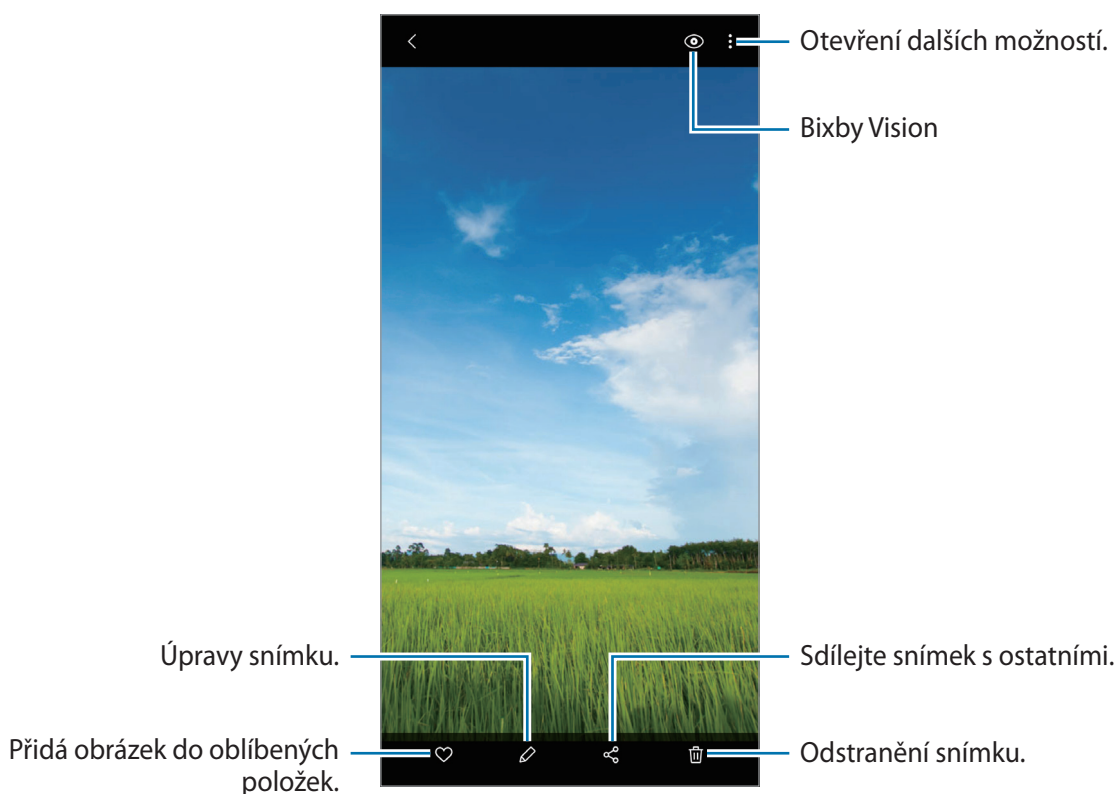 Otevření dalších možností.
Bixby Vision
Úpravy snímku.
Sdílejte snímek s ostatními.
Přidá obrázek do oblíbených
položek.
Odstranění snímku.